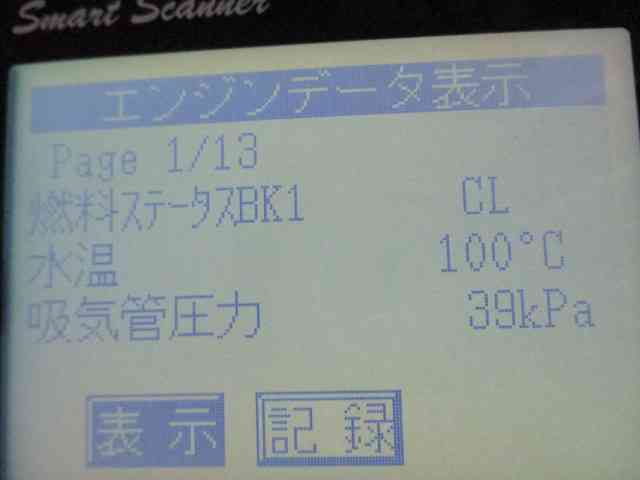 Smart Scanner
エンジンデータ表示
Page 1/13
燃料ｽﾃｰﾀｽBK1 CL
水温 100°C
吸気管圧力 39kPa
表示 記録